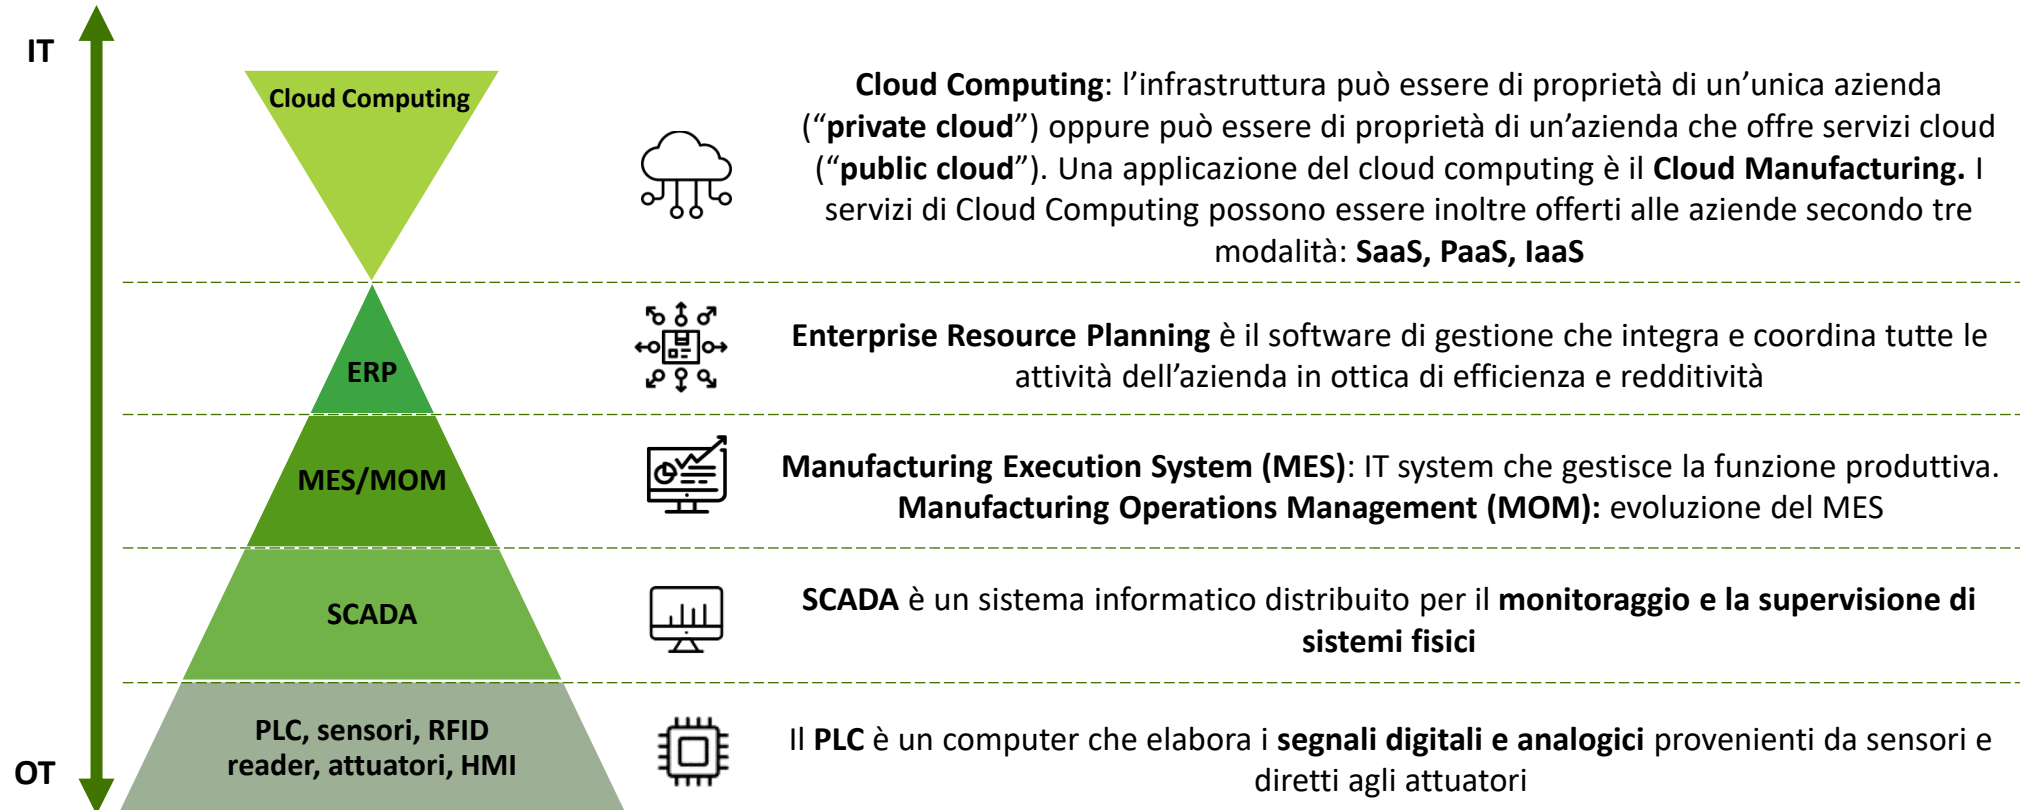 IT
Cloud Computing
Cloud Computing: l’infrastruttura può essere di proprietà di un’unica azienda
(“private cloud”) oppure può essere di proprietà di un’azienda che offre servizi cloud
(“public cloud”). Una applicazione del cloud computing è il Cloud Manufacturing. I
servizi di Cloud Computing possono essere inoltre offerti alle aziende secondo tre
modalità: SaaS, PaaS, IaaS
ERP
Enterprise Resource Planning è il software di gestione che integra e coordina tutte le
attività dell’azienda in ottica di efficienza e redditività
MES/MOM
Manufacturing Execution System (MES): IT system che gestisce la funzione produttiva.
Manufacturing Operations Management (MOM): evoluzione del MES
SCADA
SCADA è un sistema informatico distribuito per il monitoraggio e la supervisione di
sistemi fisici
PLC, sensori, RFID
reader, attuatori, HMI
Il PLC è un computer che elabora i segnali digitali e analogici provenienti da sensori e
diretti agli attuatori
OT